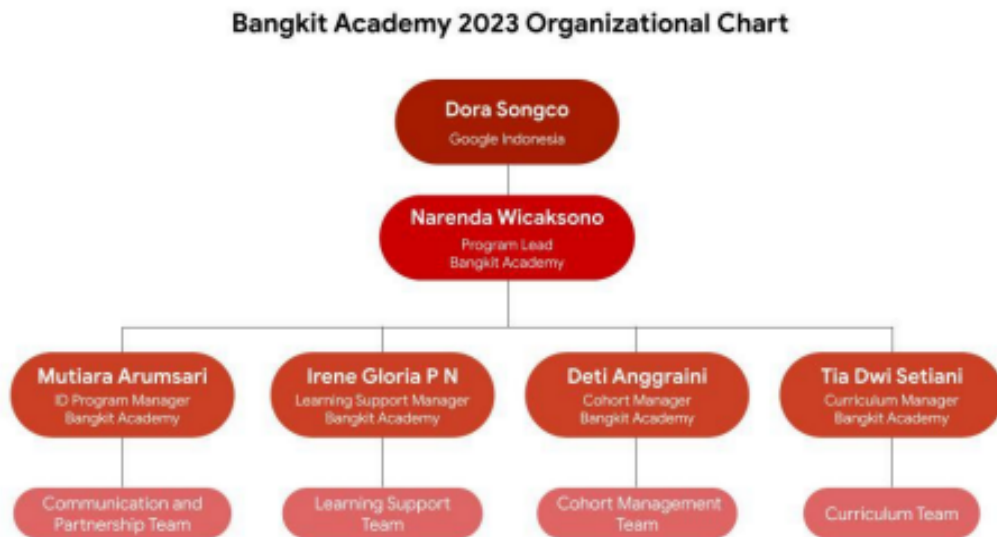 Bangkit Academy 2023 Organizational Chart
Dora Songco
Google Indonesia
Narenda Wicaksono
Program Lead
Bangkit Academy
Mutiara Arumsari
ID Program Manager
Bangkit Academy
Irene Gloria P N
Learning Support Manager
Bangkit Academy
Deti Anggraini
Cohort Manager
Bangkit Academy
Tia Dwi Setiani
Curriculum Manager
Bangkit Academy
Communication and
Partnership Team
Learning Support
Team
Cohort Management
Team
Curriculum Team